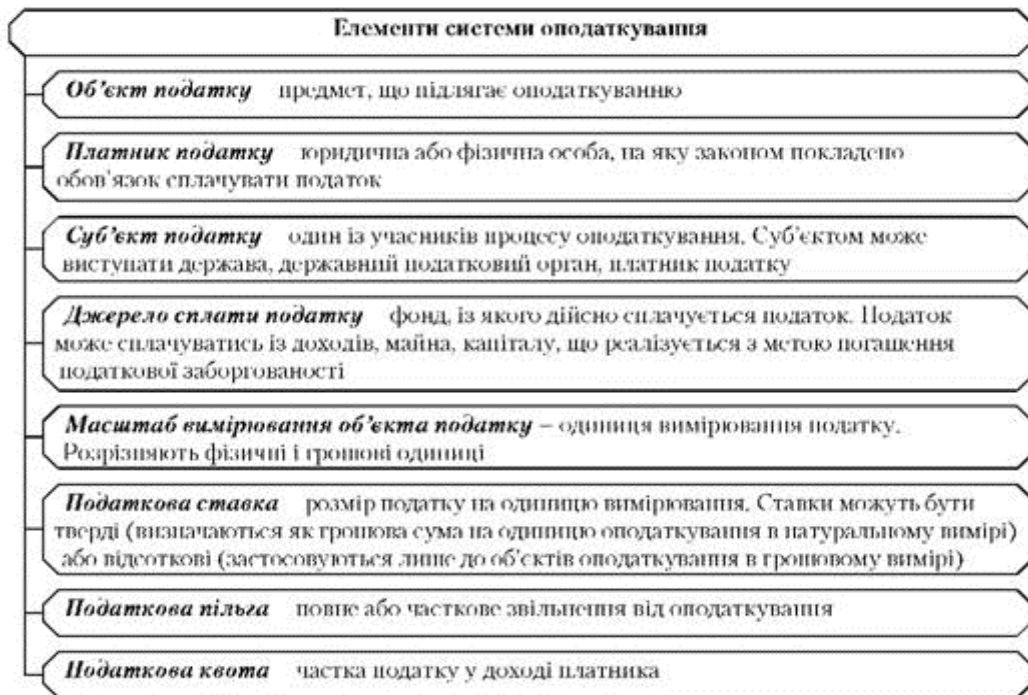 Елементи системи оподаткування
Об’єкт податку предмет, що підлягає оподаткуванню
Платник податку юридична або фізична особа, на яку законом покладено
обов’язок сплачувати податок
Суб’єкт податку один із учасників процесу оподаткування. Суб’єктом може
виступати держава, державний податковий орган, платник податку
Джерело сплати податку фонд, із якого дійсно сплачується податок. Податок
може сплачуватись із доходів, майна, капіталу, що реалізується з метою погашення
податкової заборгованості
Масштаб вимірювання об’єкта податку – одиниця вимірювання податку.
Розрізняють фізичні і грошові одиниці
Податкова ставка розмір податку на одиницю вимірювання. Ставки можуть бути
тверді (визначаються як грошова сума на одиницю оподаткування в натуральному вимірі)
або відсоткові (застосовуються лише до об’єктів оподаткування в грошовому вимірі)
Податкова пільга повне або часткове звільнення від оподаткування
Податкова квота частка податку у доході платника